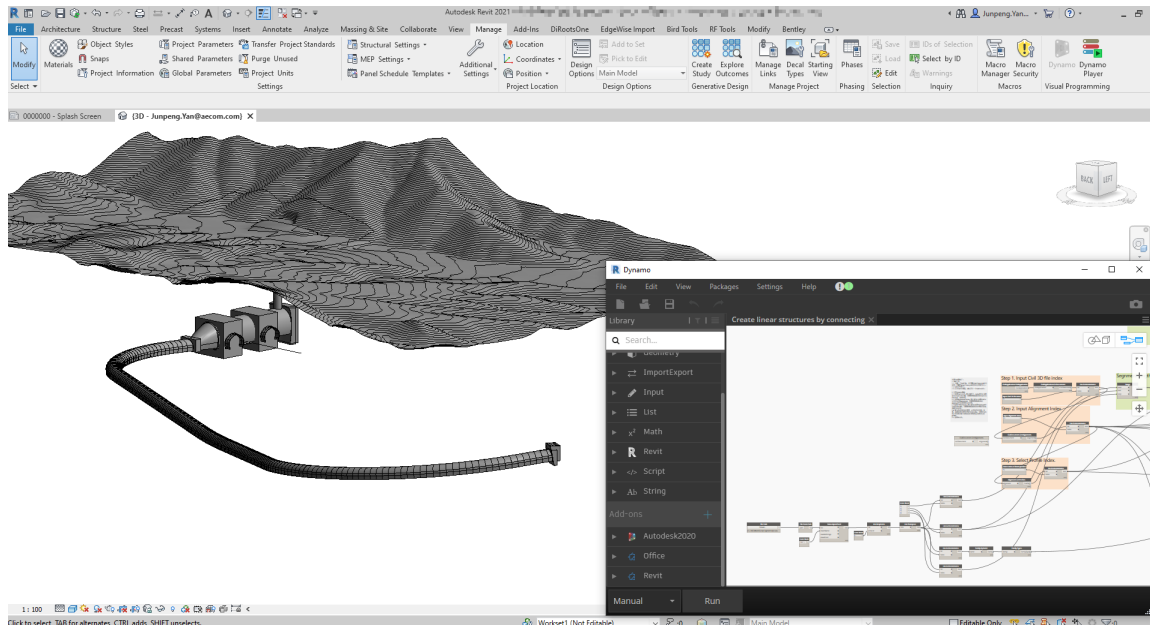 Autodesk Revit 2021
Junpeng.Yan...
File Architecture Structure Steel Precast Systems Insert Annotate Analyze Massing & Site Collaborate View Manage Add-Ins DiRootsOne EdgeWise Import Bird Tools RF Tools Modify Bentley
Modify
Materials
Object Styles
Snaps
Project Information
Project Parameters
Shared Parameters
Global Parameters
Transfer Project Standards
Purge Unused
Project Units
Structural Settings
MEP Settings
Panel Schedule Templates
Additional
Settings
Location
Coordinates
Position
Design
Options
Add to Set
Pick to Edit
Main Model
Create
Study
Explore
Outcomes
Manage
Links
Decal
Types
Starting
View
Phases
Save
Load
Edit
IDs of Selection
Select by ID
Warnings
Macro
Manager
Macro
Security
Dynamo
Dynamo
Player
Select
Settings
Project Location
Design Options
Generative Design
Manage Project
Phasing
Selection
Inquiry
Macros
Visual Programming
0000000 - Splash Screen
{3D - Junpeng.Yan@aecom.com}
BACK
LEFT
Dynamo
File Edit View Packages Settings Help
Library
Create linear structures by connecting
Search...
Geometry
ImportExport
Input
List
Math
Revit
Script
String
Add-ons
Autodesk2020
Office
Revit
Step 1. Input Civil 3D file index
Step 2. Input Alignment Index
Step 3. Select Profile index
Manual
Run
1 : 100
Click to select, TAB for alternates, CTRL adds, SHIFT unselects.
Workset1 (Not Editable)
:0
Main Model
Editable Only
:0